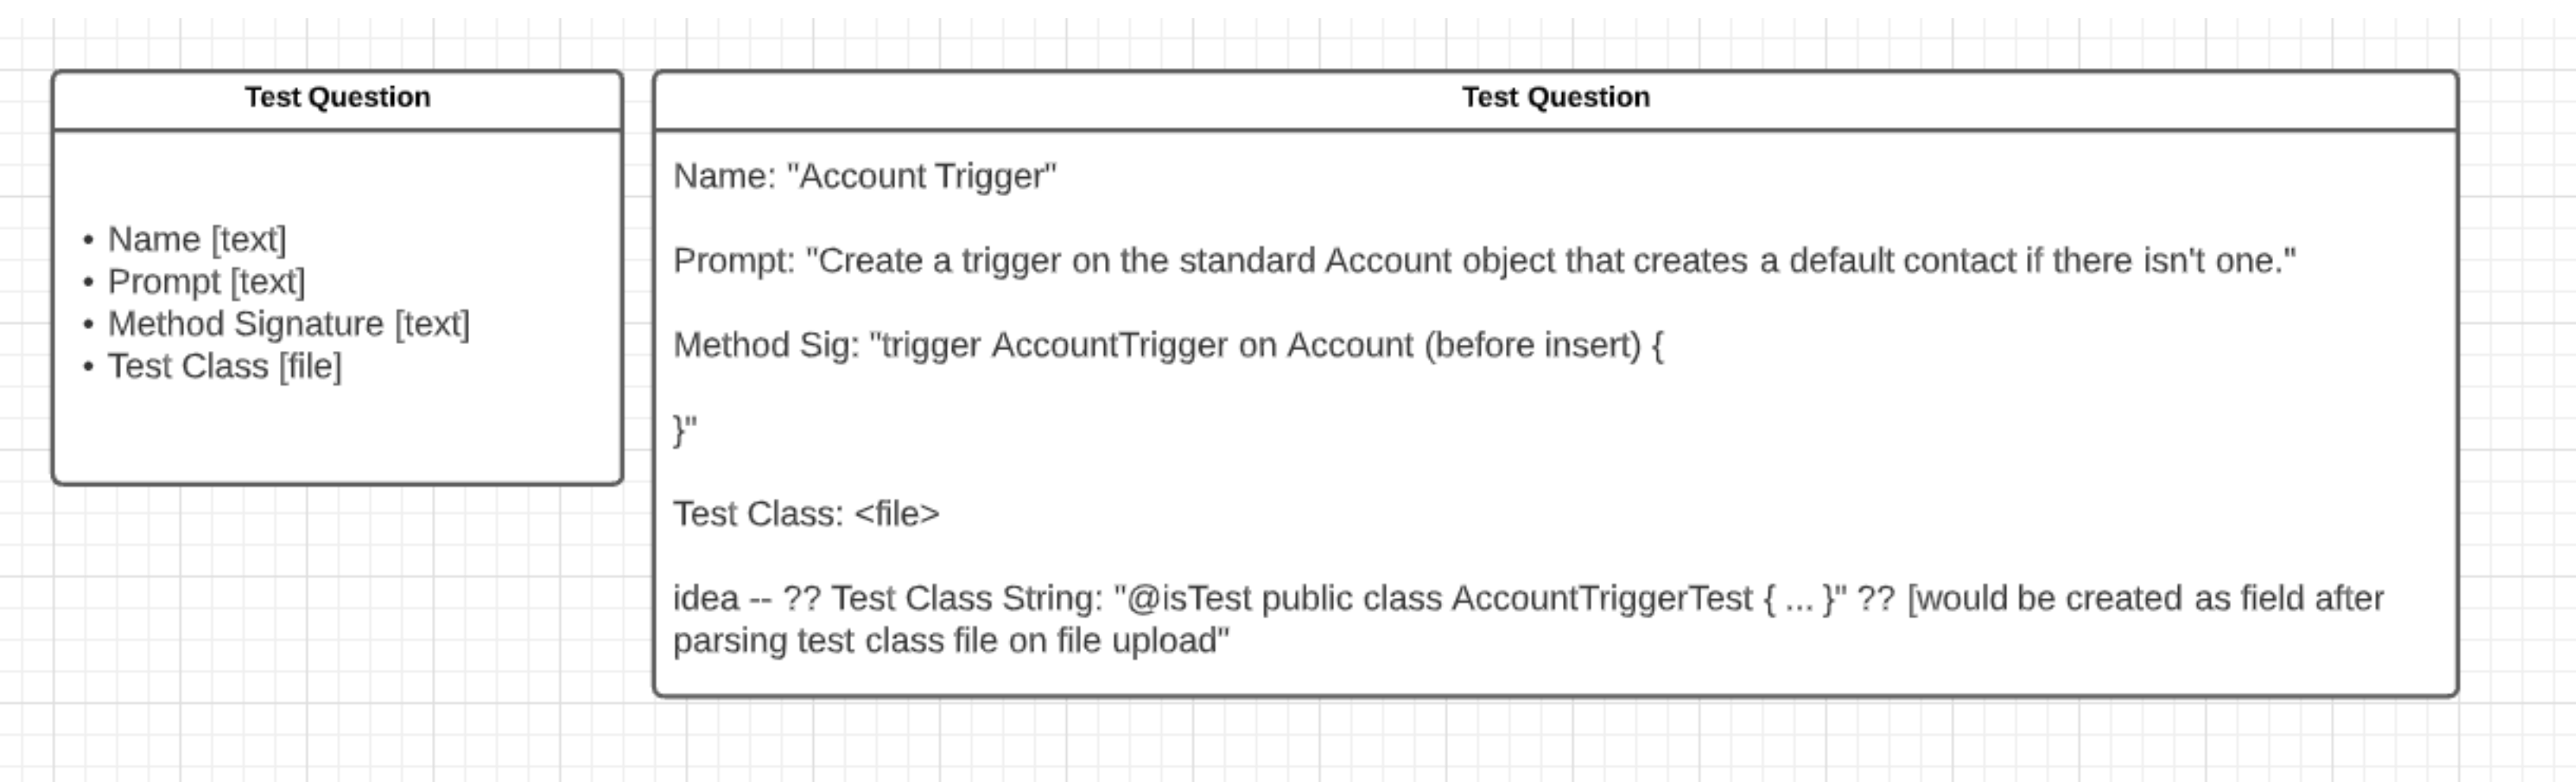 Test Question
• Name [text]
• Prompt [text]
• Method Signature [text]
• Test Class [file]
Test Question
Name: "Account Trigger"
Prompt: "Create a trigger on the standard Account object that creates a default contact if there isn't one."
Method Sig: "trigger AccountTrigger on Account (before insert) {
}"
Test Class: <file>
idea -- ?? Test Class String: "@isTest public class AccountTriggerTest { ... }" ?? [would be created as field after
parsing test class file on file upload"